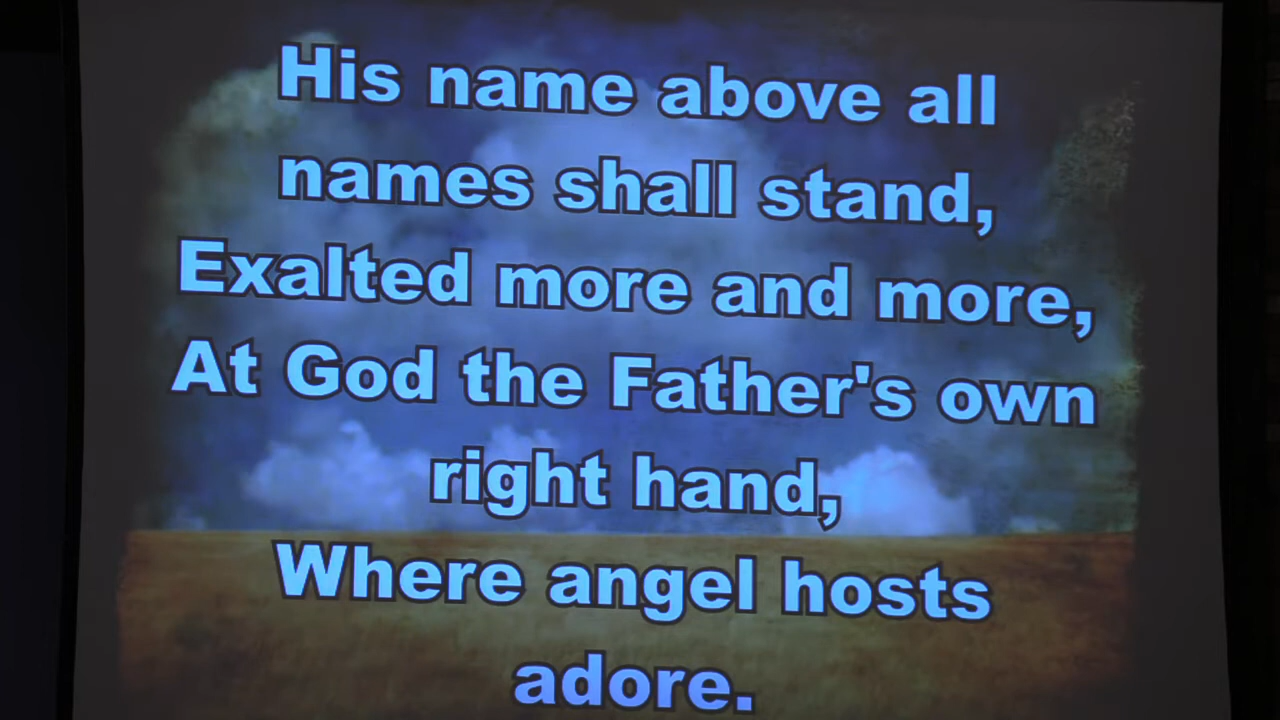 His name above all
names shall stand,
Exalted more and more,
At God the Father's own
right hand,
Where angel hosts
adore.